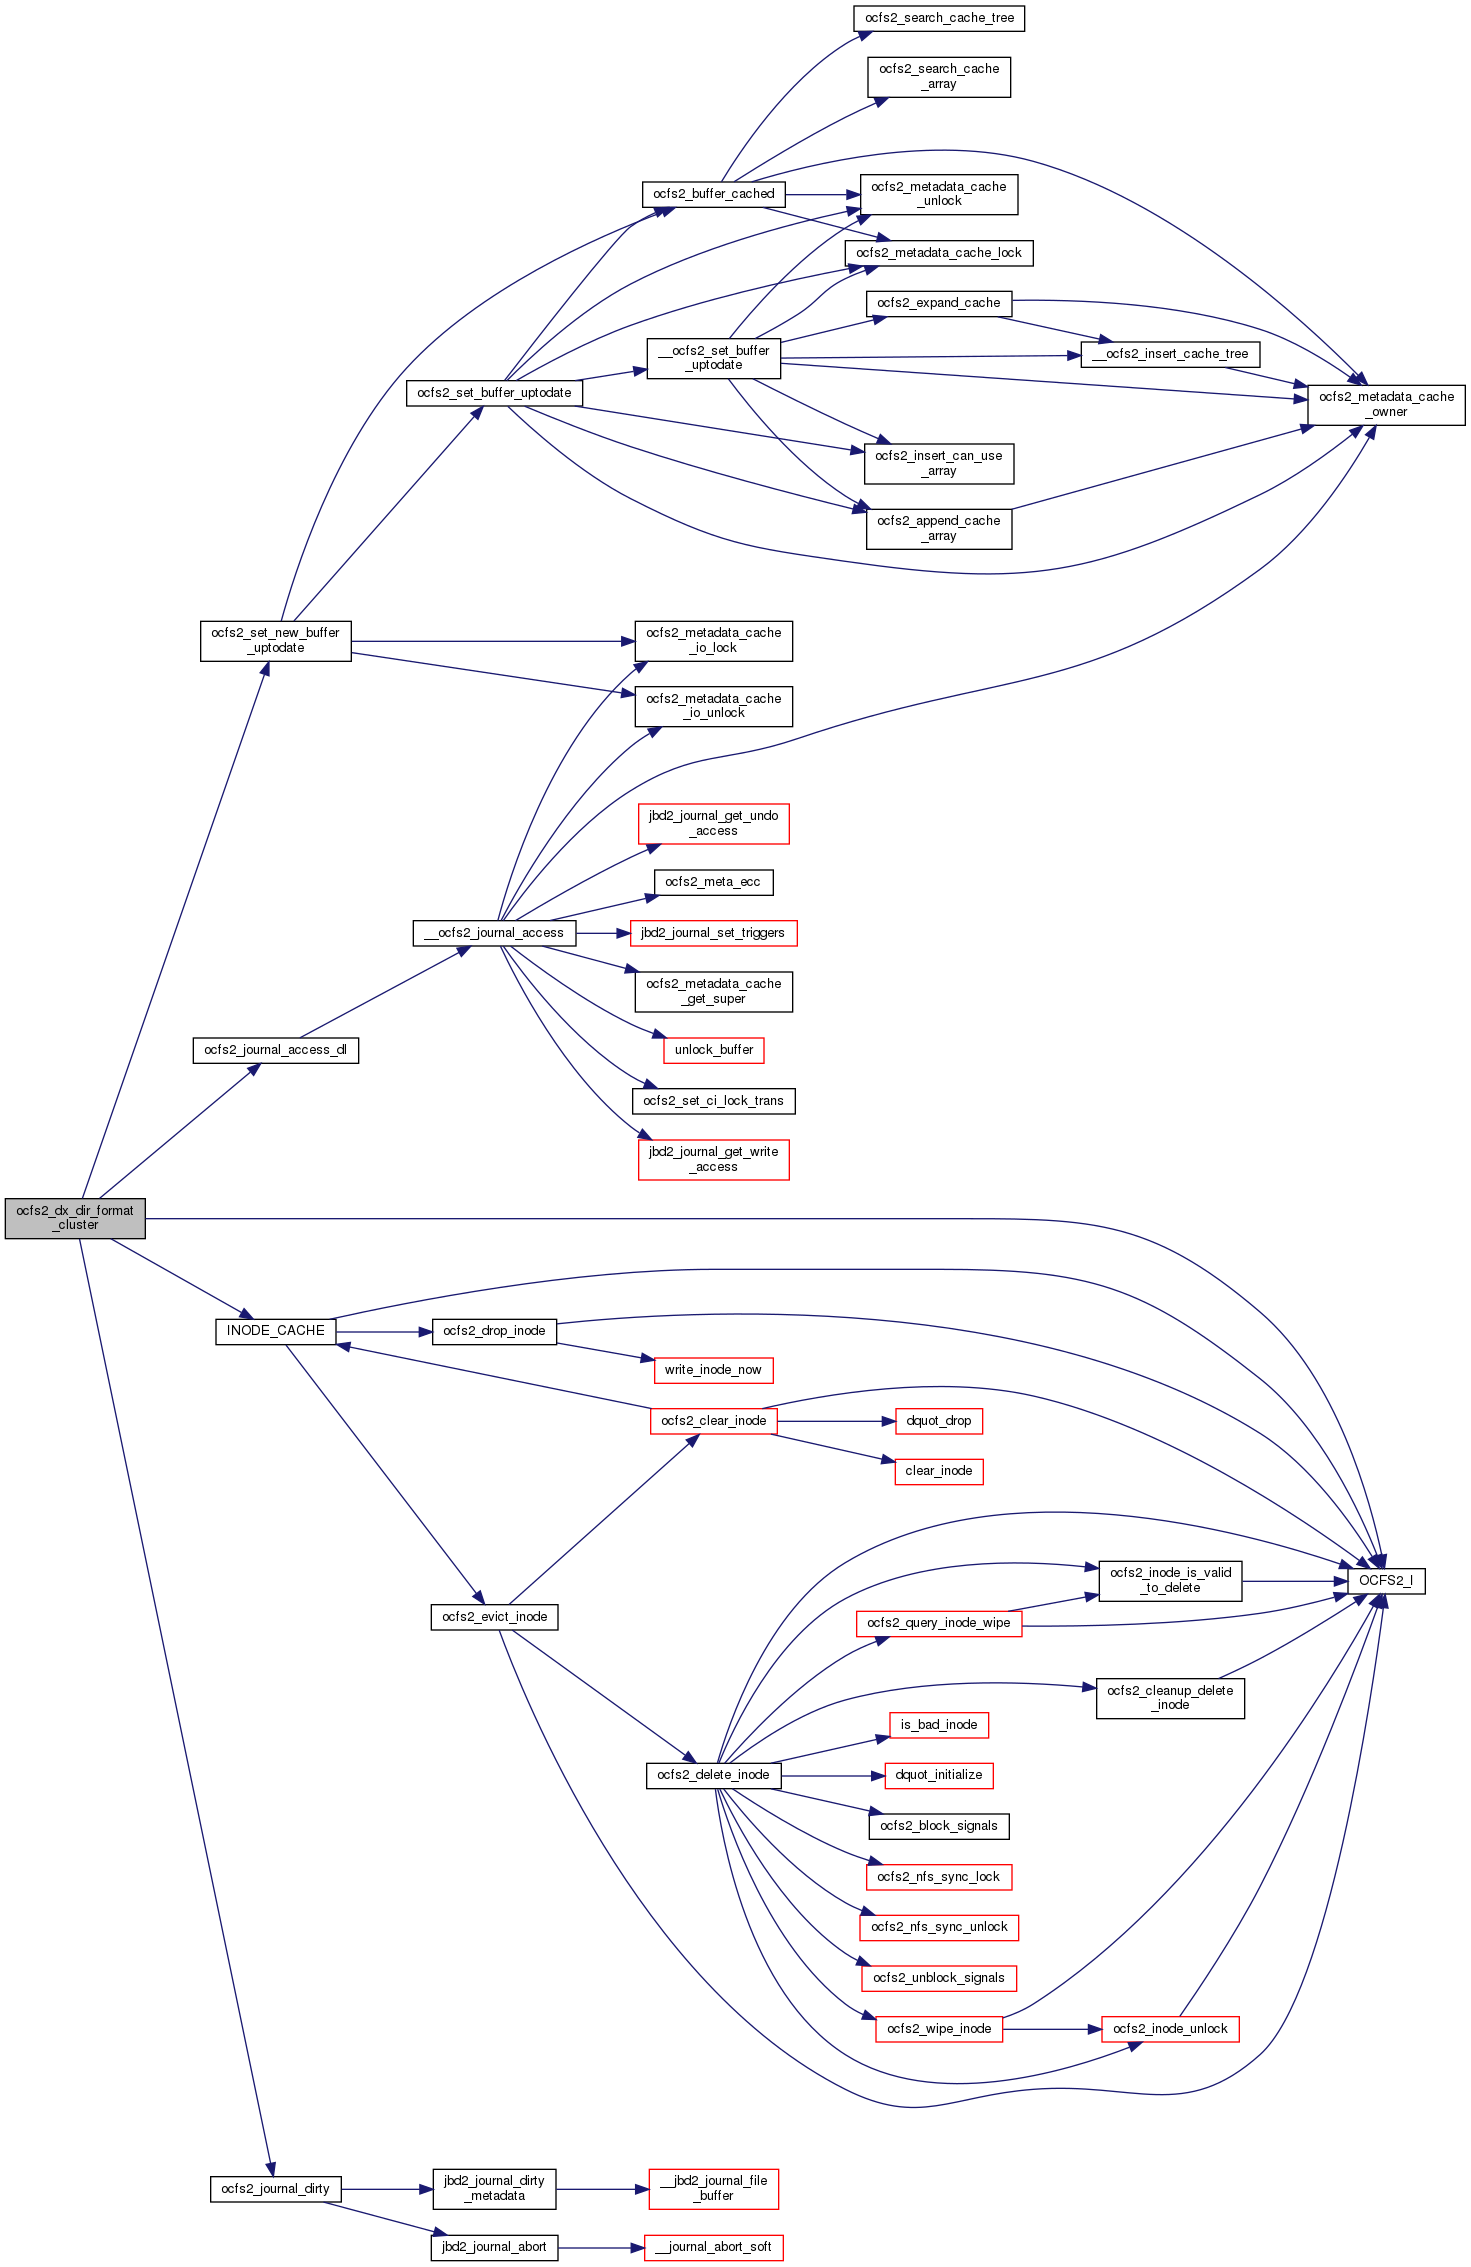 ocfs2_search_cache_tree
ocfs2_search_cache
_array
ocfs2_buffer_cached
ocfs2_metadata_cache
_unlock
ocfs2_metadata_cache_lock
ocfs2_expand_cache
__ocfs2_set_buffer
_uptodate
__ocfs2_insert_cache_tree
ocfs2_set_buffer_uptodate
ocfs2_metadata_cache
_owner
ocfs2_insert_can_use
_array
ocfs2_append_cache
_array
ocfs2_set_new_buffer
_uptodate
ocfs2_metadata_cache
_io_lock
ocfs2_metadata_cache
_io_unlock
jbd2_journal_get_undo
_access
ocfs2_meta_ecc
__ocfs2_journal_access
jbd2_journal_set_triggers
ocfs2_metadata_cache
_get_super
ocfs2_journal_access_dl
unlock_buffer
ocfs2_set_ci_lock_trans
jbd2_journal_get_write
_access
ocfs2_dx_dir_format
_cluster
INODE_CACHE
ocfs2_drop_inode
write_inode_now
ocfs2_clear_inode
dquot_drop
clear_inode
ocfs2_inode_is_valid
_to_delete
OCFS2_I
ocfs2_evict_inode
ocfs2_query_inode_wipe
ocfs2_cleanup_delete
_inode
is_bad_inode
ocfs2_delete_inode
dquot_initialize
ocfs2_block_signals
ocfs2_nfs_sync_lock
ocfs2_nfs_sync_unlock
ocfs2_unblock_signals
ocfs2_wipe_inode
ocfs2_inode_unlock
ocfs2_journal_dirty
jbd2_journal_dirty
_metadata
__jbd2_journal_file
_buffer
jbd2_journal_abort
__journal_abort_soft